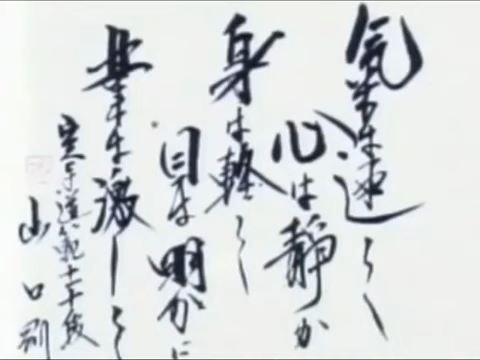 気は速く
心は静か
身は軽く
目は明かに
業は激しく
空手道範士十段
山口剛